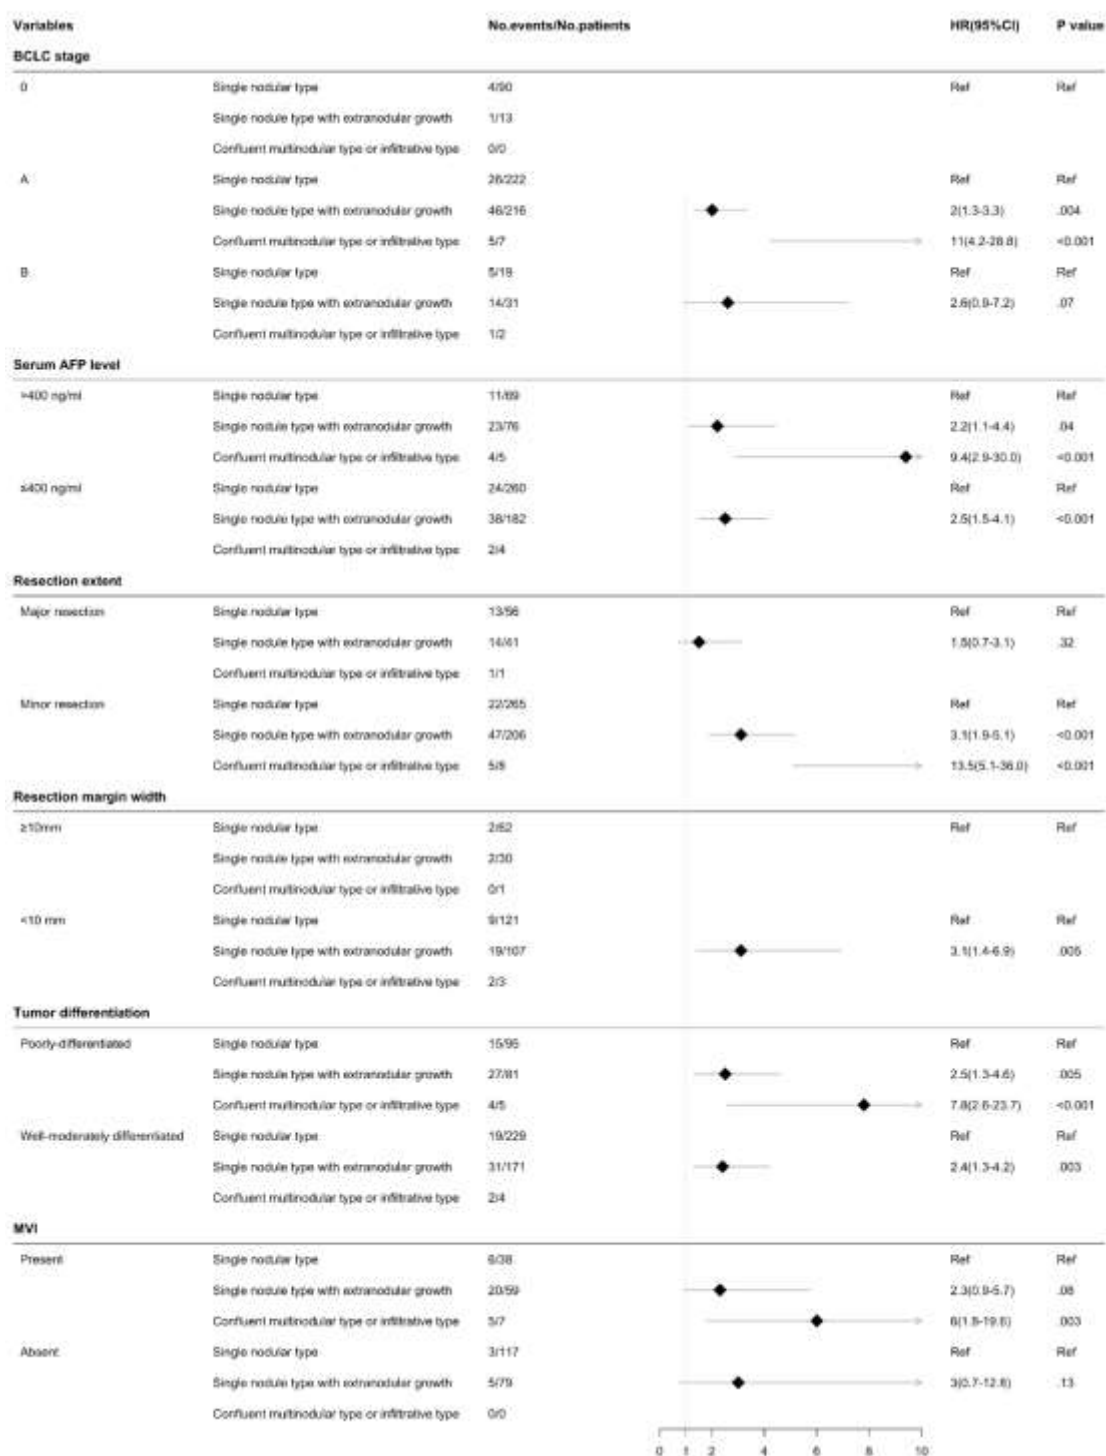 Variables No.events/No.patients HR(95%CI) P value
BCLC stage
0 Single nodular type 4/90 Ref Ref
Single nodule type with extranodular growth 1/13
Confluent multinodular type or infiltrative type 0/0
A Single nodular type 26/222 Ref Ref
Single nodule type with extranodular growth 46/216 2(1.3-3.3) .004
Confluent multinodular type or infiltrative type 5/7 11(4.2-28.8) <0.001
B Single nodular type 5/19 Ref Ref
Single nodule type with extranodular growth 14/31 2.6(0.9-7.2) .07
Confluent multinodular type or infiltrative type 1/2
Serum AFP level
>400 ng/ml Single nodular type 11/69 Ref Ref
Single nodule type with extranodular growth 23/76 2.2(1.1-4.4) .04
Confluent multinodular type or infiltrative type 4/5 9.4(2.9-30.0) <0.001
≤400 ng/ml Single nodular type 24/260 Ref Ref
Single nodule type with extranodular growth 38/182 2.5(1.5-4.1) <0.001
Confluent multinodular type or infiltrative type 2/4
Resection extent
Major resection Single nodular type 13/56 Ref Ref
Single nodule type with extranodular growth 14/41 1.5(0.7-3.1) .32
Confluent multinodular type or infiltrative type 1/1
Minor resection Single nodular type 22/265 Ref Ref
Single nodule type with extranodular growth 47/206 3.1(1.9-5.1) <0.001
Confluent multinodular type or infiltrative type 5/8 13.5(5.1-36.0) <0.001
Resection margin width
≥10mm Single nodular type 2/62 Ref Ref
Single nodule type with extranodular growth 2/30
Confluent multinodular type or infiltrative type 0/1
<10 mm Single nodular type 9/121 Ref Ref
Single nodule type with extranodular growth 19/107 3.1(1.4-6.9) .005
Confluent multinodular type or infiltrative type 2/3
Tumor differentiation
Poorly-differentiated Single nodular type 15/95 Ref Ref
Single nodule type with extranodular growth 27/81 2.5(1.3-4.6) .005
Confluent multinodular type or infiltrative type 4/5 7.8(2.6-23.7) <0.001
Well-moderately differentiated Single nodular type 19/229 Ref Ref
Single nodule type with extranodular growth 31/171 2.4(1.3-4.2) .003
Confluent multinodular type or infiltrative type 2/4
MVI
Present Single nodular type 6/38 Ref Ref
Single nodule type with extranodular growth 20/59 2.3(0.9-5.7) .08
Confluent multinodular type or infiltrative type 5/7 6(1.8-19.8) .003
Absent Single nodular type 3/117 Ref Ref
Single nodule type with extranodular growth 5/79 3(0.7-12.8) .13
Confluent multinodular type or infiltrative type 0/0
0 1 2 4 6 8 10